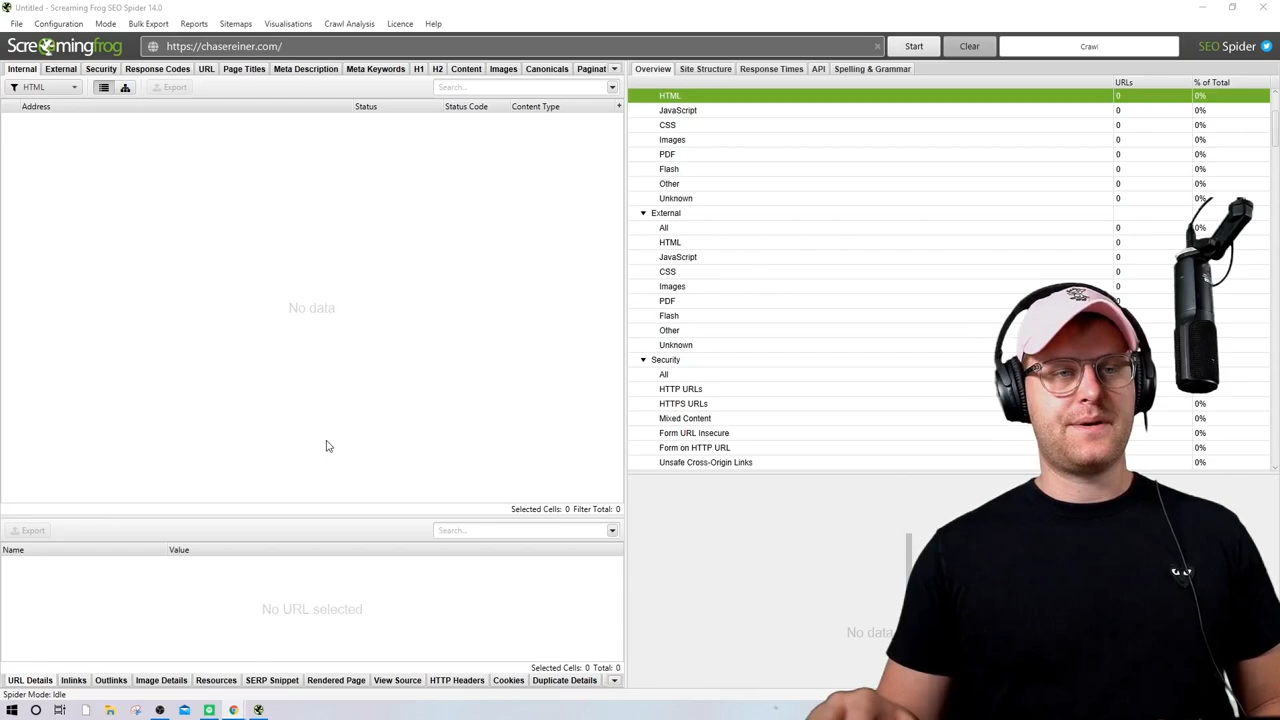 Untitled - Screaming Frog SEO Spider 14.0
File Configuration Mode Bulk Export Reports Sitemaps Visualisations Crawl Analysis Licence Help
Screamingfrog https://chasereiner.com/ Start Clear Crawl SEO Spider
Internal External Security Response Codes URL Page Titles Meta Description Meta Keywords H1 H2 Content Images Canonicals Paginat
HTML Export Search...
Address Status Status Code Content Type
No data
Selected Cells: 0 Filter Total: 0
Export Search...
Name Value
No URL selected
Selected Cells: 0 Total: 0
URL Details Inlinks Outlinks Image Details Resources SERP Snippet Rendered Page View Source HTTP Headers Cookies Duplicate Details
Spider Mode: Idle
Overview Site Structure Response Times API Spelling & Grammar
URLs % of Total
HTML 0 0%
JavaScript 0 0%
CSS 0 0%
Images 0 0%
PDF 0 0%
Flash 0 0%
Other 0 0%
Unknown 0 0%
External
All 0 0%
HTML 0
JavaScript 0
CSS 0
Images 0
PDF
Flash
Other
Unknown
Security
All
HTTP URLs
HTTPS URLs 0%
Mixed Content 0%
Form URL Insecure 0%
Form on HTTP URL 0%
Unsafe Cross-Origin Links 0%
No data